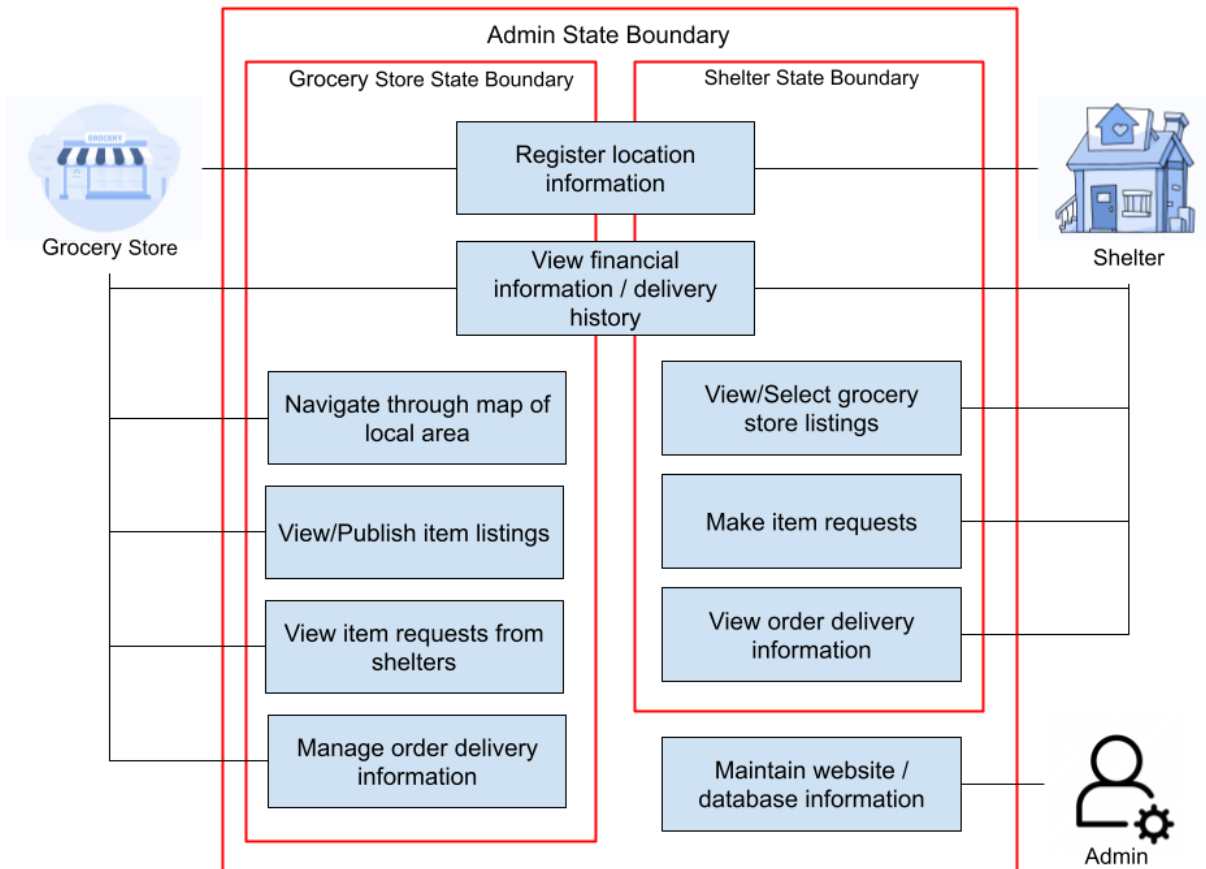 Admin State Boundary
Grocery Store State Boundary
Shelter State Boundary
GROCERY
Grocery Store
Register location
information
Shelter
View financial
information / delivery
history
Navigate through map of
local area
View/Publish item listings
View item requests from
shelters
Manage order delivery
information
View/Select grocery
store listings
Make item requests
View order delivery
information
Maintain website /
database information
Admin